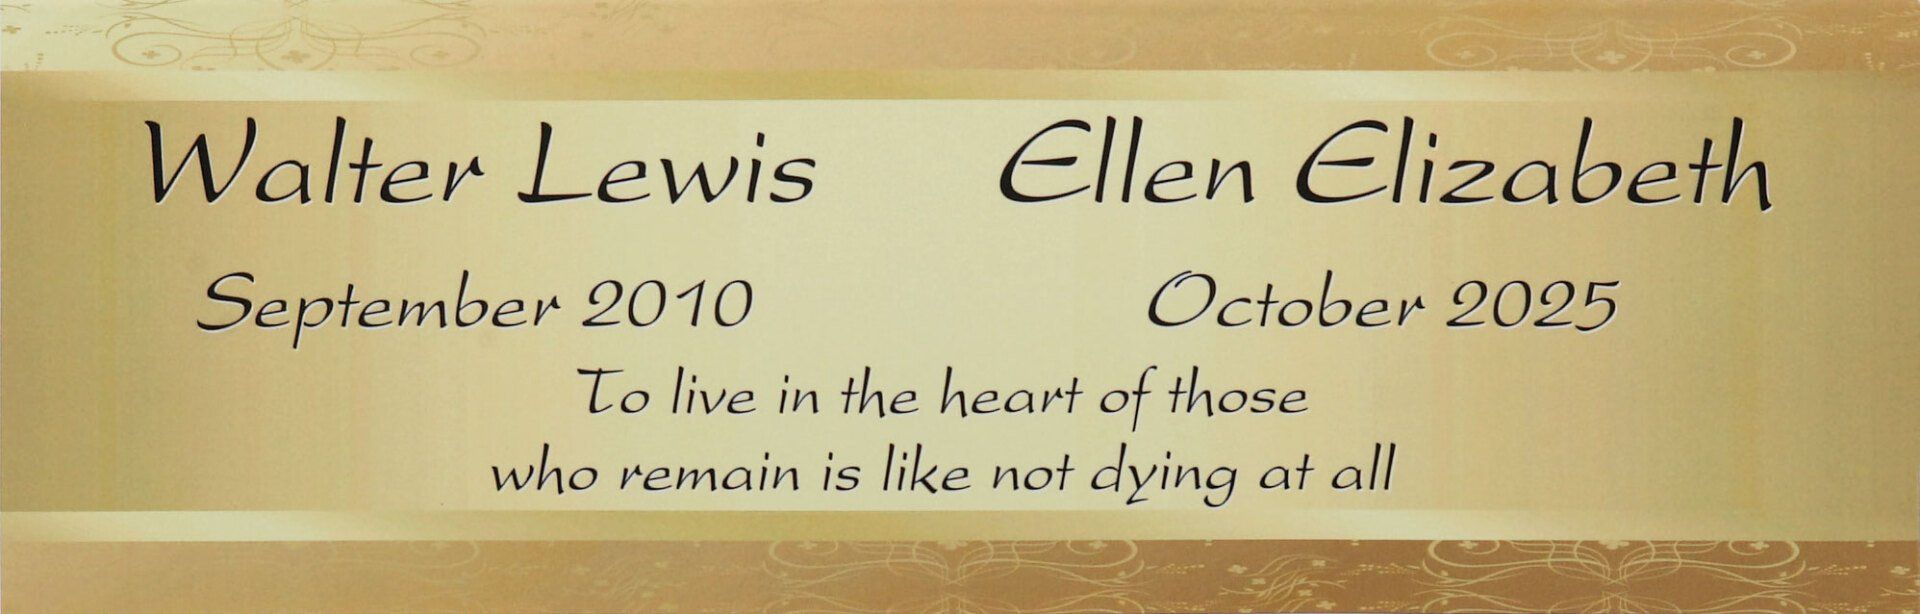 Walter Lewis Ellen Elizabeth
September 2010 October 2025
To live in the heart of those
who remain is like not dying at all